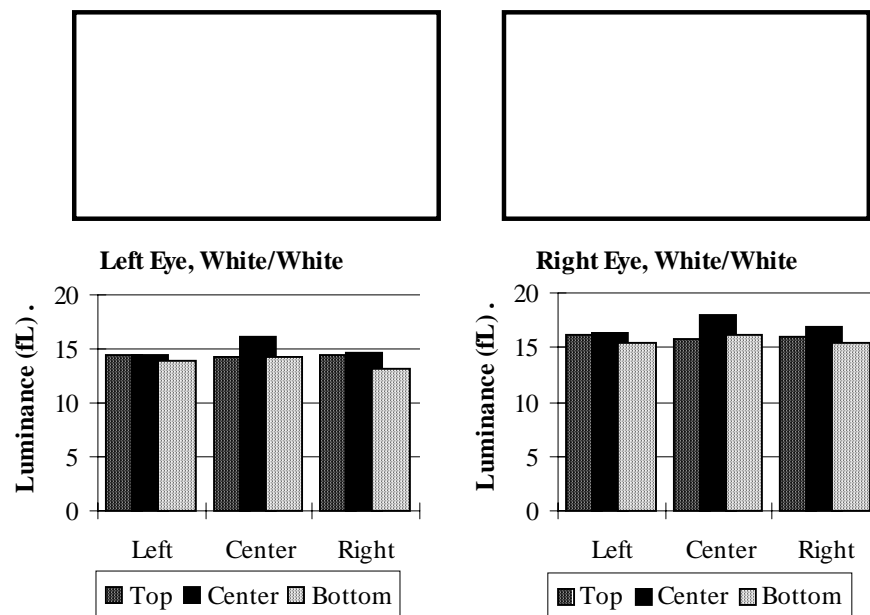 Left Eye, White/White
20
15
10
5
0
Luminance (fL) .
Left Center Right
Top Center Bottom
Right Eye, White/White
20
15
10
5
0
Luminance (fL) .
Left Center Right
Top Center Bottom